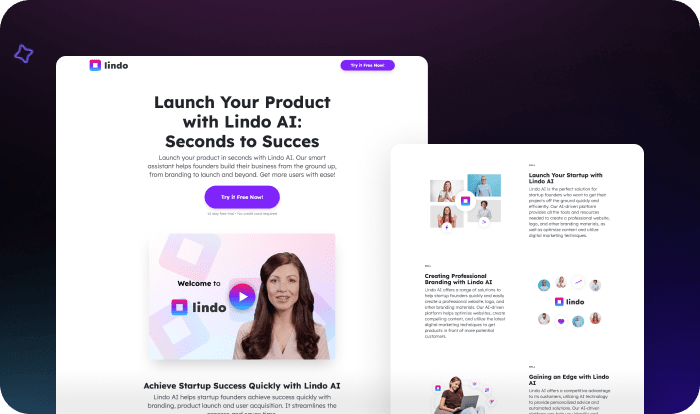 lindo
Try it Free Now!
Launch Your Product
with Lindo AI:
Seconds to Succes
Launch your product in seconds with Lindo AI. Our smart
assistant helps founders build their business from the ground up,
from branding to launch and beyond. Get more users with ease!
Try it Free Now!
14 day free trial • No credit card required
Welcome to
lindo
Achieve Startup Success Quickly with Lindo AI
Lindo AI helps startup founders achieve success quickly with
branding, product launch and user acquisition. It streamlines the
Launch Your Startup with
Lindo AI
Lindo AI is the perfect solution for
startup founders who want to get their
projects off the ground quickly and
efficiently. Our AI-driven platform
provides all the tools and resources
needed to create a professional website,
logo, and other branding materials, as
well as optimize content and utilize
digital marketing techniques.
Creating Professional
Branding with Lindo AI
Lindo AI offers a range of solutions to
help startup founders quickly and easily
create a professional website, logo, and
other branding materials. Our AI-driven
platform helps optimize websites, create
compelling content, and utilize the latest
digital marketing techniques to get
products in front of more potential
customers.
lindo
Gaining an Edge with Lindo
AI
Lindo AI offers a competitive advantage
to its customers, utilizing AI technology
to provide personalized advice and
automated solutions. Our AI-driven